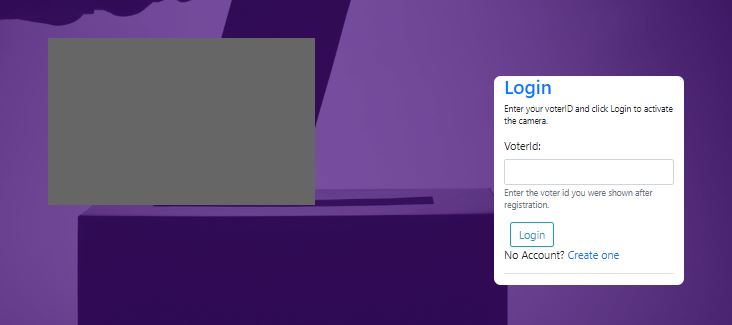 Login
Enter your voterID and click Login to activate
the camera.
VoterId:
Enter the voter id you were shown after
registration.
Login
No Account? Create one